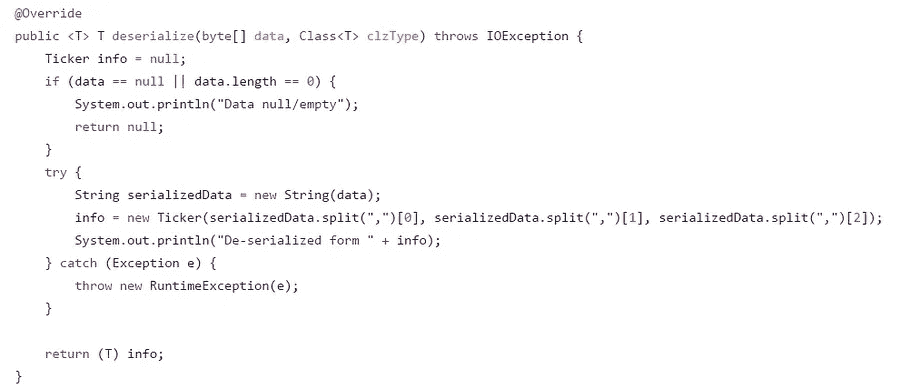 @Override
public <T> T deserialize(byte[] data, Class<T> clzType) throws IOException {
    Ticker info = null;
    if (data == null || data.length == 0) {
        System.out.println("Data null/empty");
        return null;
    }
    try {
        String serializedData = new String(data);
        info = new Ticker(serializedData.split(",")[0], serializedData.split(",")[1], serializedData.split(",")[2]);
        System.out.println("De-serialized form " + info);
    } catch (Exception e) {
        throw new RuntimeException(e);
    }

    return (T) info;
}